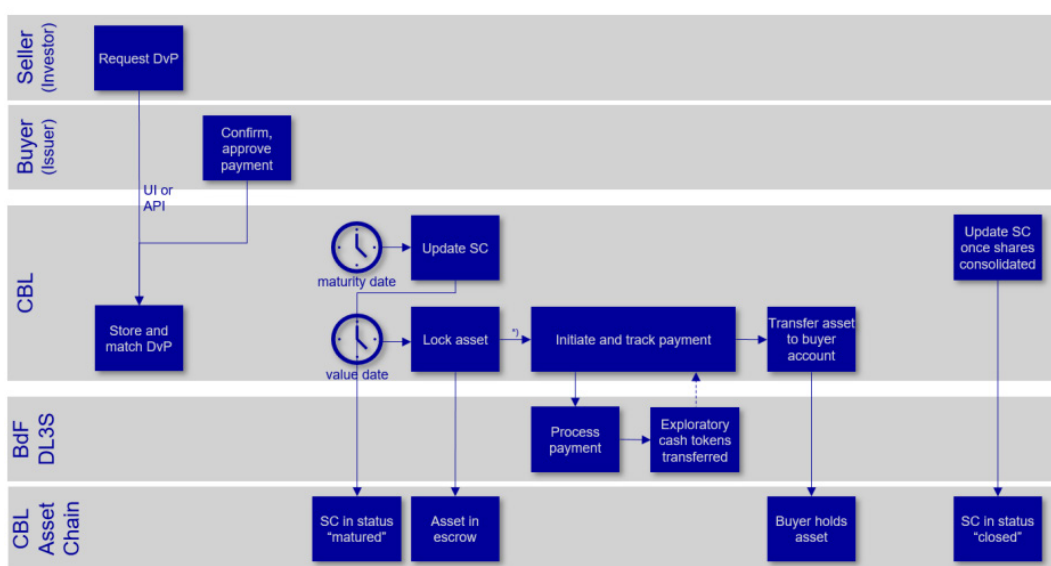 Seller
(Investor)
Request DvP
Buyer
(Issuer)
Confirm,
approve
payment
UI or
API
CBL
Store and
match DvP
maturity date
Update SC
value date
Lock asset
*)
Initiate and track payment
Transfer asset
to buyer
account
Update SC
once shares
consolidated
BdF
DL3S
Process
payment
Exploratory
cash tokens
transferred
CBL
Asset
Chain
SC in status
“matured”
Asset in
escrow
Buyer holds
asset
SC in status
“closed”